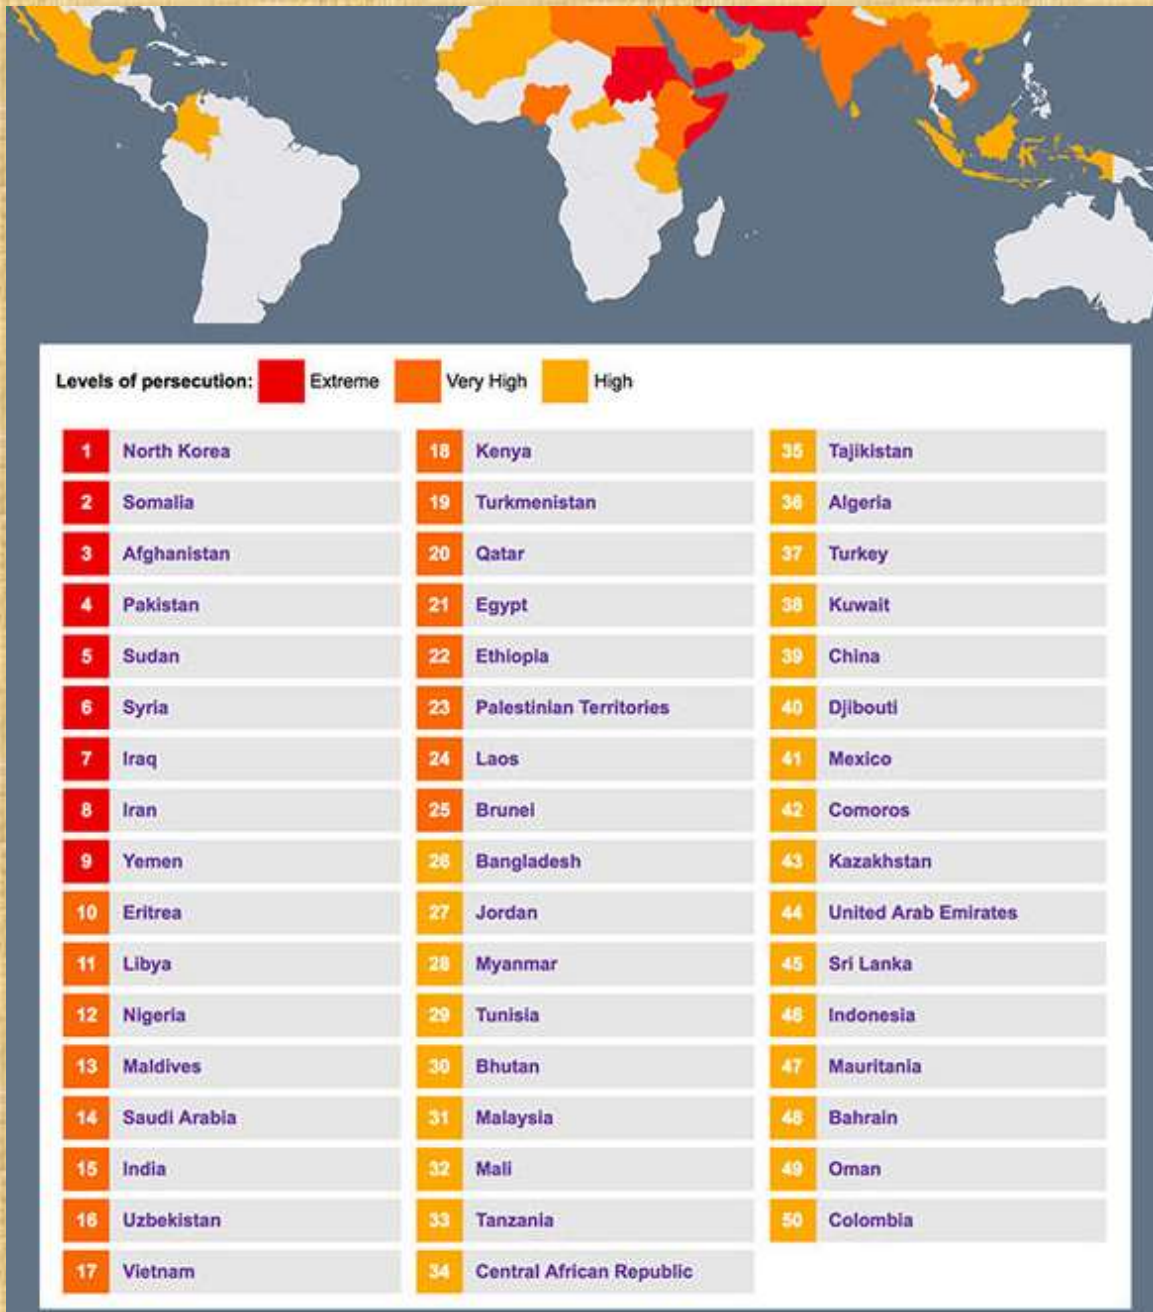 Levels of persecution: Extreme Very High High
1 North Korea
2 Somalia
3 Afghanistan
4 Pakistan
5 Sudan
6 Syria
7 Iraq
8 Iran
9 Yemen
10 Eritrea
11 Libya
12 Nigeria
13 Maldives
14 Saudi Arabia
15 India
16 Uzbekistan
17 Vietnam
18 Kenya
19 Turkmenistan
20 Qatar
21 Egypt
22 Ethiopia
23 Palestinian Territories
24 Laos
25 Brunei
26 Bangladesh
27 Jordan
28 Myanmar
29 Tunisia
30 Bhutan
31 Malaysia
32 Mali
33 Tanzania
34 Central African Republic
35 Tajikistan
36 Algeria
37 Turkey
38 Kuwait
39 China
40 Djibouti
41 Mexico
42 Comoros
43 Kazakhstan
44 United Arab Emirates
45 Sri Lanka
46 Indonesia
47 Mauritania
48 Bahrain
49 Oman
50 Colombia